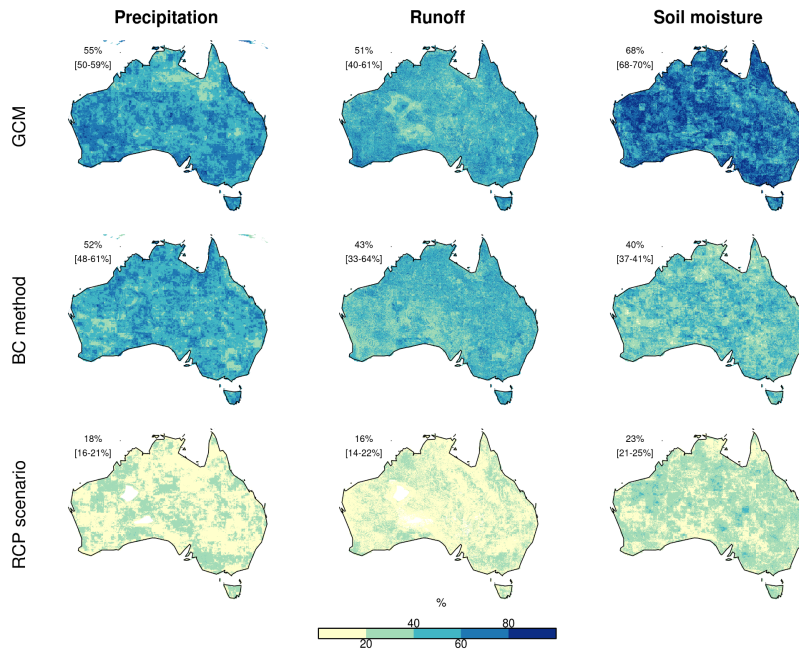 Precipitation Runoff Soil moisture
55% 51% 68%
[50-59%] [40-61%] [68-70%]
GCM
52% 43% 40%
[48-61%] [33-64%] [37-41%]
BC method
18% 16% 23%
[16-21%] [14-22%] [21-25%]
RCP scenario
%
40 80
20 60